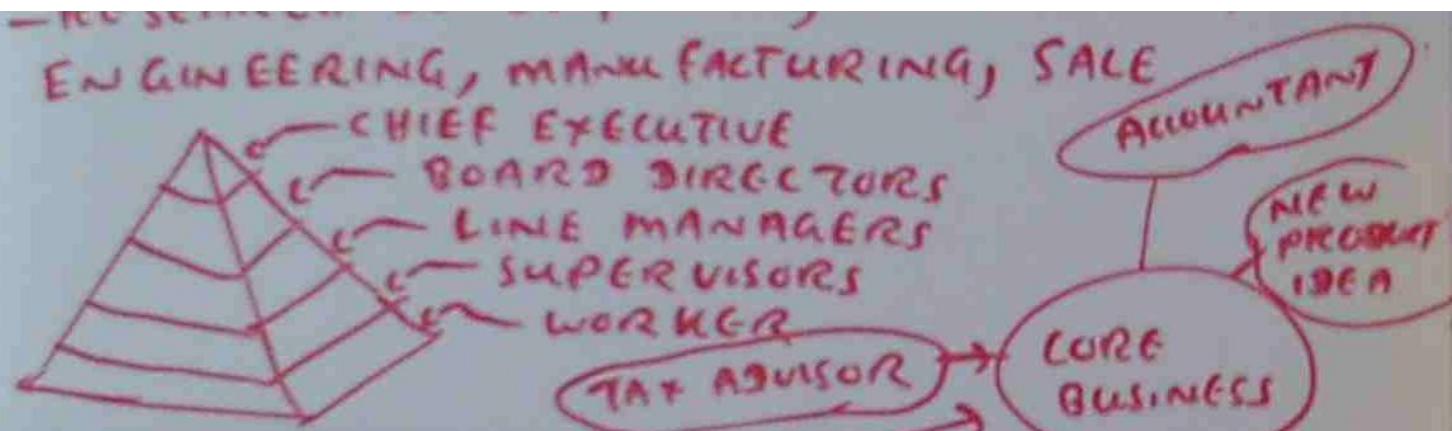 ENGINEERING, MANUFACTURING, SALE
CHIEF EXECUTIVE
BOARD DIRECTORS
LINE MANAGERS
SUPERVISORS
WORKER
ACCOUNTANT
NEW
PRODUCT
IDEA
TAX ADVISOR
CORE
BUSINESS